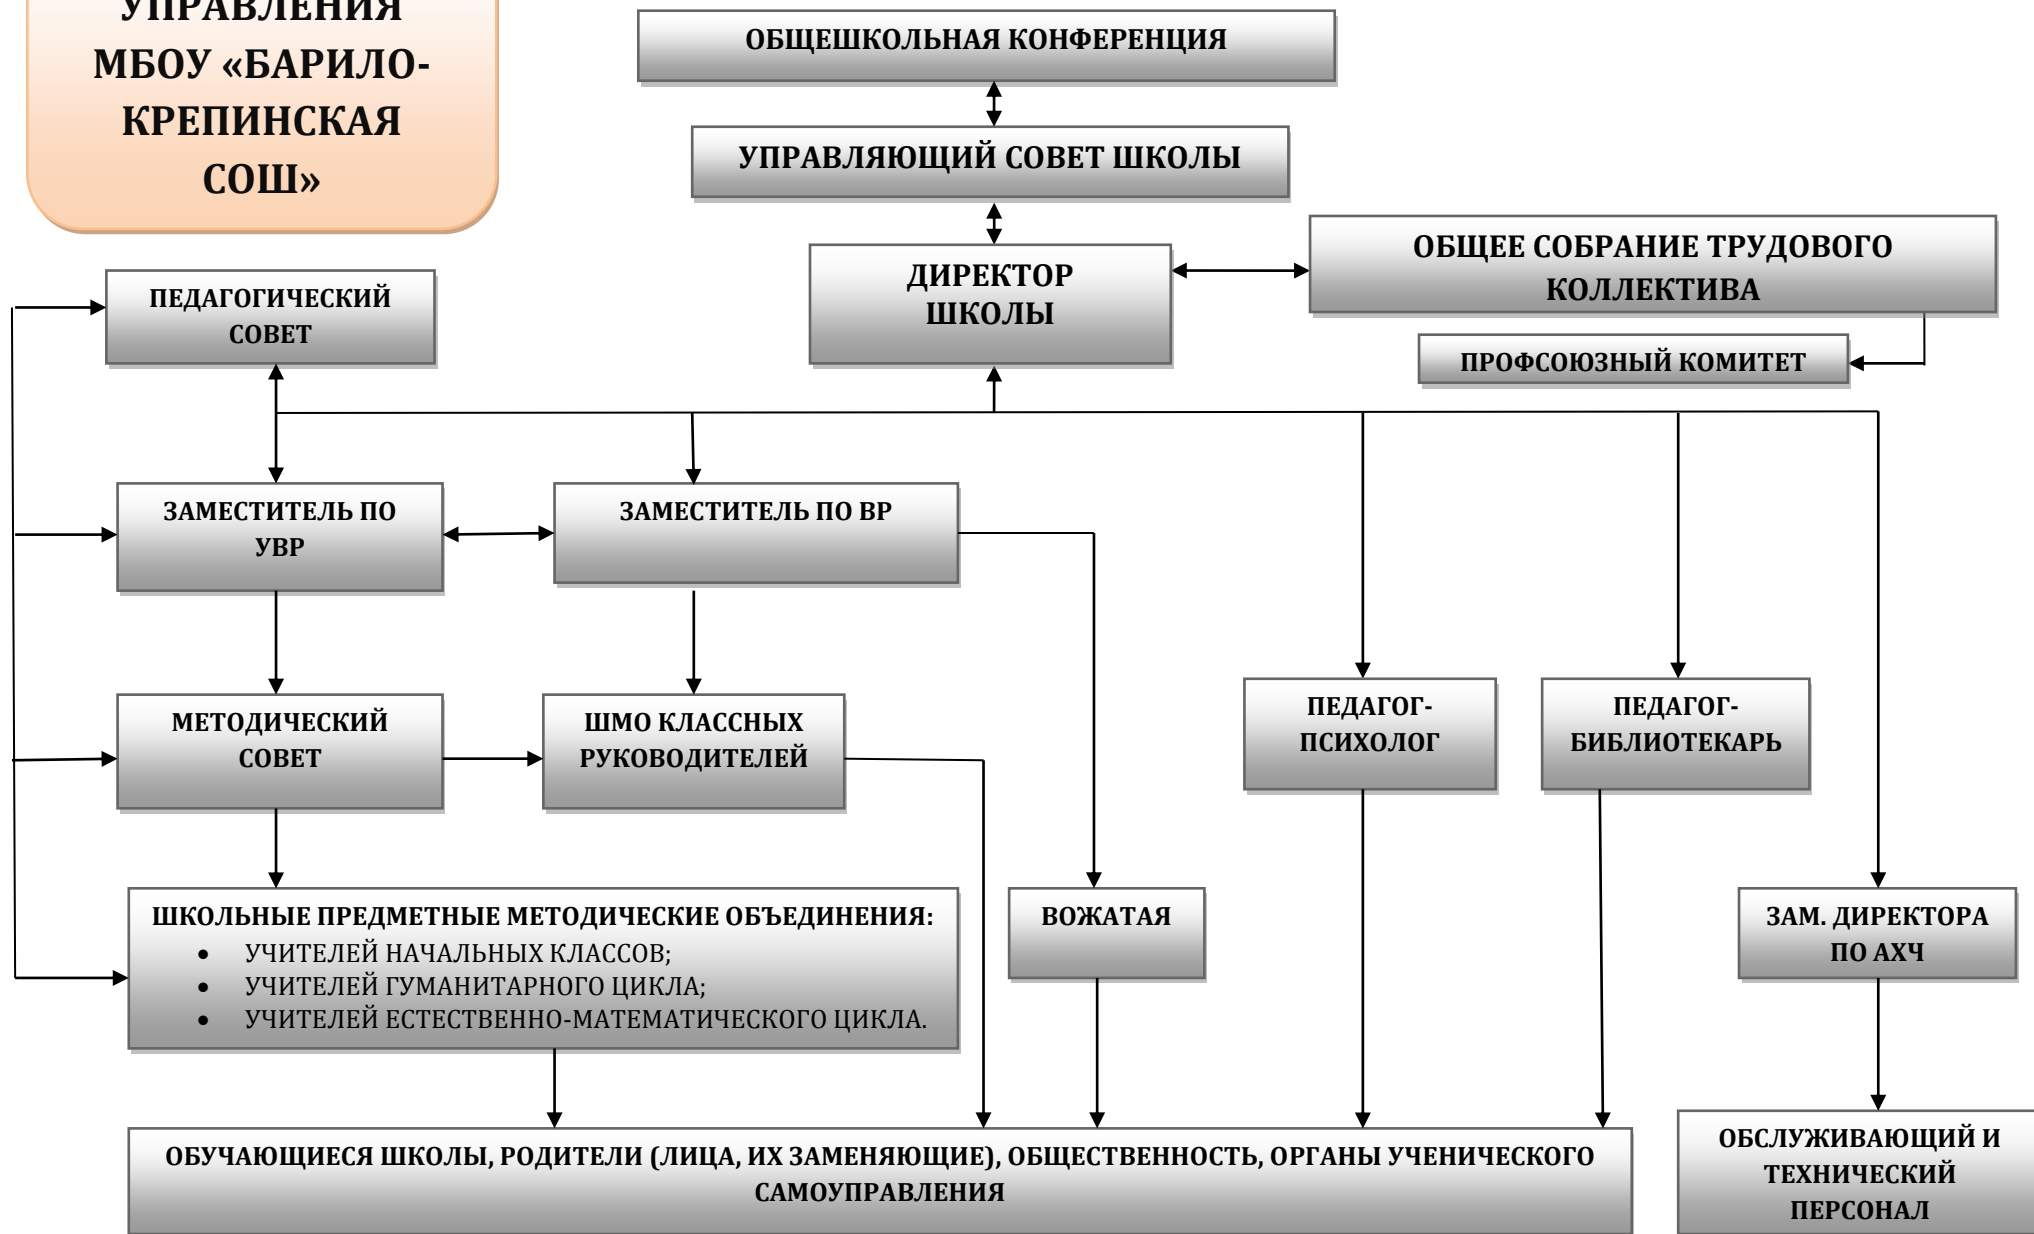 УПРАВЛЕНИЯ
МБОУ «БАРИЛО-
КРЕПИНСКАЯ
СОШ»
ОБЩЕШКОЛЬНАЯ КОНФЕРЕНЦИЯ
УПРАВЛЯЮЩИЙ СОВЕТ ШКОЛЫ
ДИРЕКТОР
ШКОЛЫ
ОБЩЕЕ СОБРАНИЕ ТРУДОВОГО
КОЛЛЕКТИВА
ПРОФСОЮЗНЫЙ КОМИТЕТ
ПЕДАГОГИЧЕСКИЙ
СОВЕТ
ЗАМЕСТИТЕЛЬ ПО
УВР
ЗАМЕСТИТЕЛЬ ПО ВР
МЕТОДИЧЕСКИЙ
СОВЕТ
ШМО КЛАССНЫХ
РУКОВОДИТЕЛЕЙ
ПЕДАГОГ-
ПСИХОЛОГ
ПЕДАГОГ-
БИБЛИОТЕКАРЬ
ШКОЛЬНЫЕ ПРЕДМЕТНЫЕ МЕТОДИЧЕСКИЕ ОБЪЕДИНЕНИЯ:
• УЧИТЕЛЕЙ НАЧАЛЬНЫХ КЛАССОВ;
• УЧИТЕЛЕЙ ГУМАНИТАРНОГО ЦИКЛА;
• УЧИТЕЛЕЙ ЕСТЕСТВЕННО-МАТЕМАТИЧЕСКОГО ЦИКЛА.
ВОЖАТАЯ
ЗАМ. ДИРЕКТОРА
ПО АХЧ
ОБУЧАЮЩИЕСЯ ШКОЛЫ, РОДИТЕЛИ (ЛИЦА, ИХ ЗАМЕНЯЮЩИЕ), ОБЩЕСТВЕННОСТЬ, ОРГАНЫ УЧЕНИЧЕСКОГО
САМОУПРАВЛЕНИЯ
ОБСЛУЖИВАЮЩИЙ И
ТЕХНИЧЕСКИЙ
ПЕРСОНАЛ